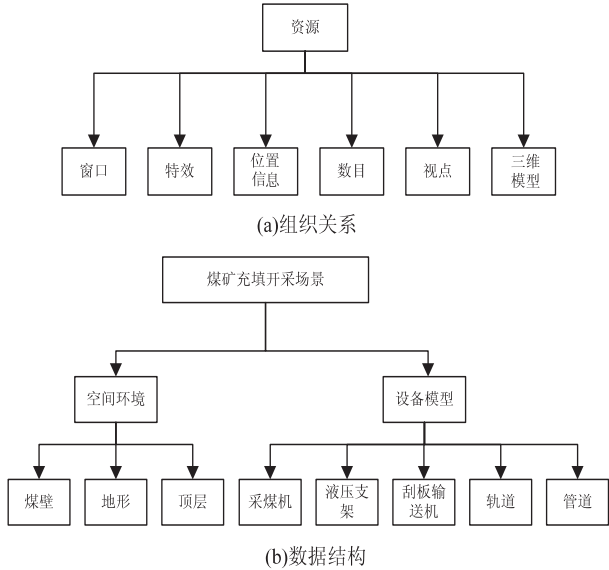 资源
窗口
特效
位置
信息
数目
视点
三维
模型
(a)组织关系
煤矿充填开采场景
空间环境
设备模型
煤壁
地形
顶层
采煤机
液压支
架
刮板输
送机
轨道
管道
(b)数据结构